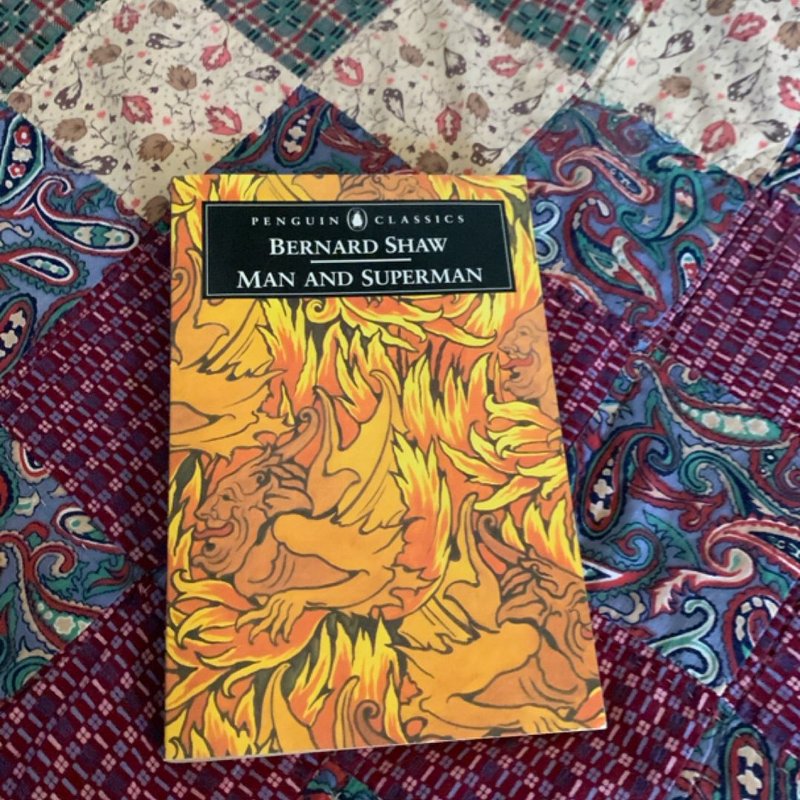 PENGUIN CLASSICS
BERNARD SHAW
MAN AND SUPERMAN